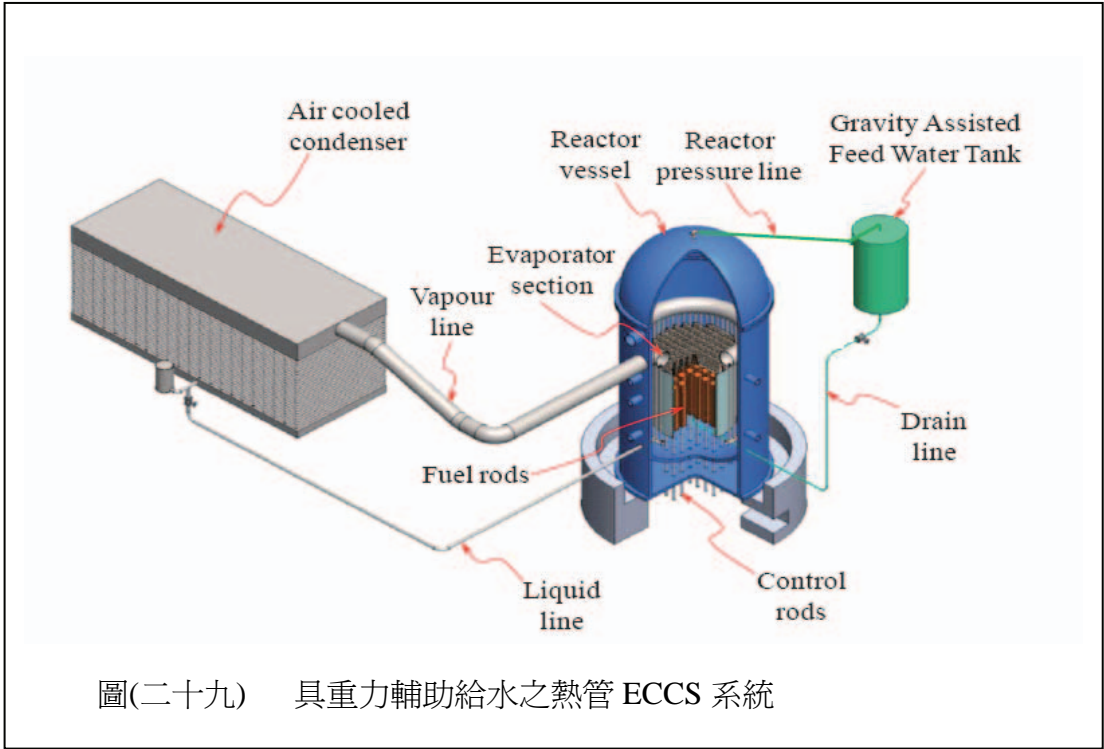 Air cooled
condenser
Reactor
vessel
Reactor
pressure line
Gravity Assisted
Feed Water Tank
Evaporator
section
Vapour
line
Drain
line
Fuel rods
Liquid
line
Control
rods
圖(二十九) 具重力輔助給水之熱管 ECCS 系統